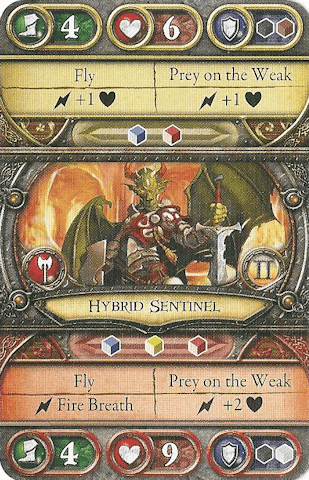 4 6
Fly Prey on the Weak
+1 +1
II
HYBRID SENTINEL
Fly Prey on the Weak
Fire Breath +2
4 9